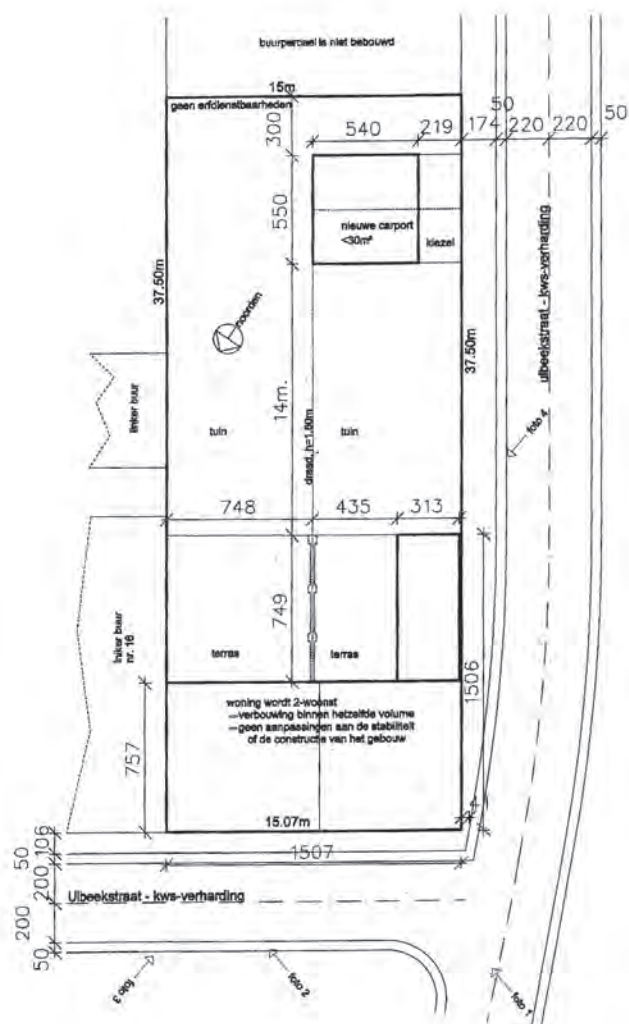 buurperceel is niet bebouwd
15m
geen erfdienstbaarheden
50
50
540
219
174
220
220
300
550
nieuwe carport
<30m²
kiezel
37.50m
noorden
37.50m
ulbeekstraat - kws-verharding
linker buur
14m.
tuin
draad, h=1.80m
tuin
foto 4
748
435
313
linker buur
nr. 16
749
terras
terras
1506
woning wordt 2-woonst
—verbouwing binnen hetzelfde volume
—geen aanpassingen aan de stabiliteit
of de constructie van het gebouw
757
15.07m
1507
50
106
200
Ulbeekstraat - kws-verharding
200
50
foto 3
foto 2
foto 1